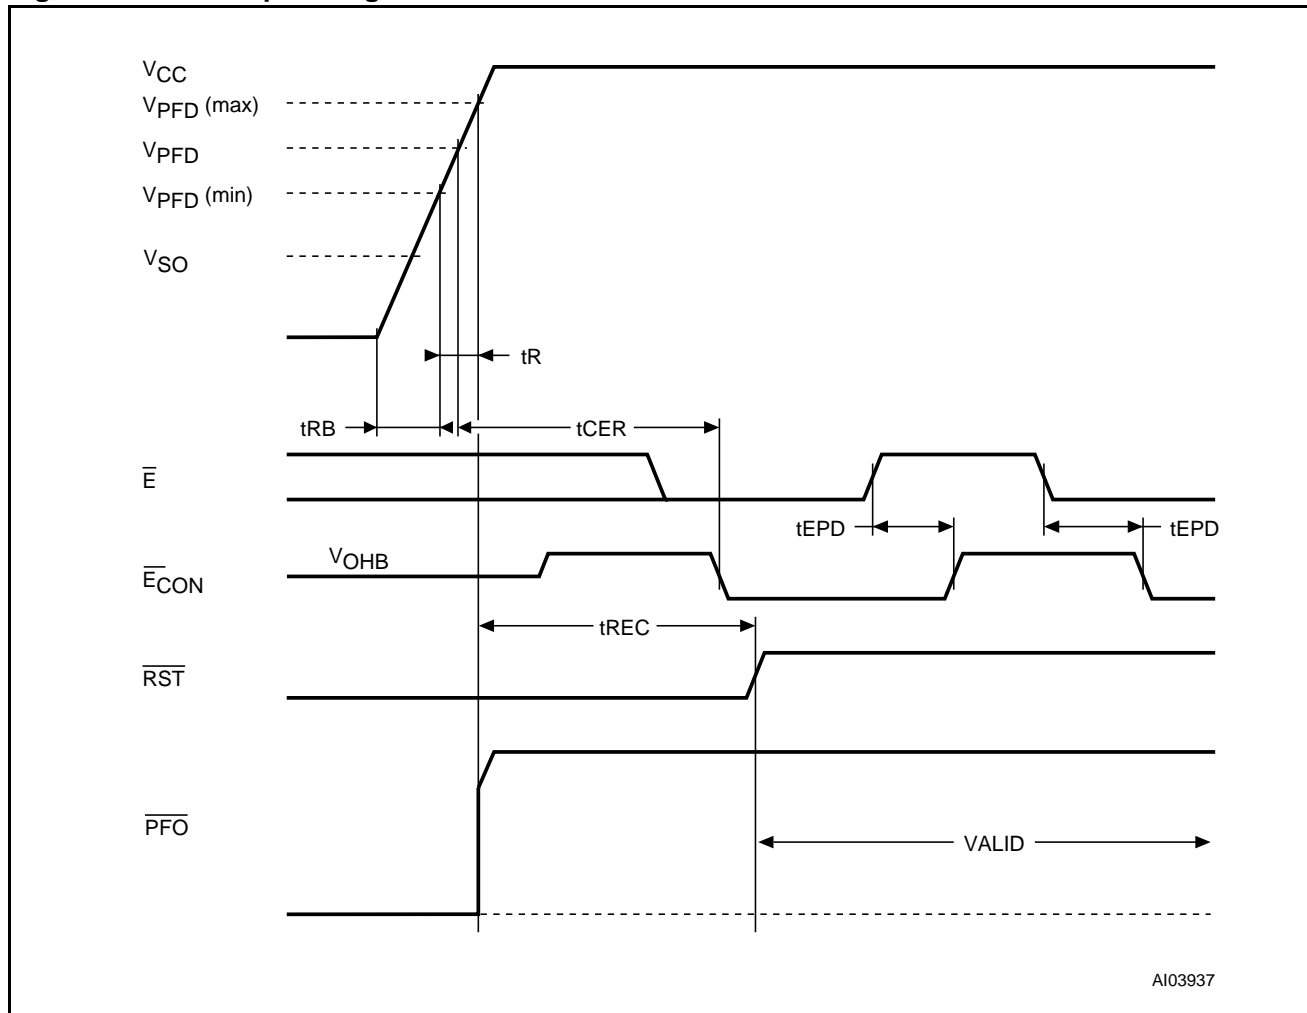 VCC
VPFD (max)
VPFD
VPFD (min)
VSO
tR
tRB
tCER
E
tEPD
tEPD
VOHB
ECON
tREC
RST
PFO
VALID
AI03937